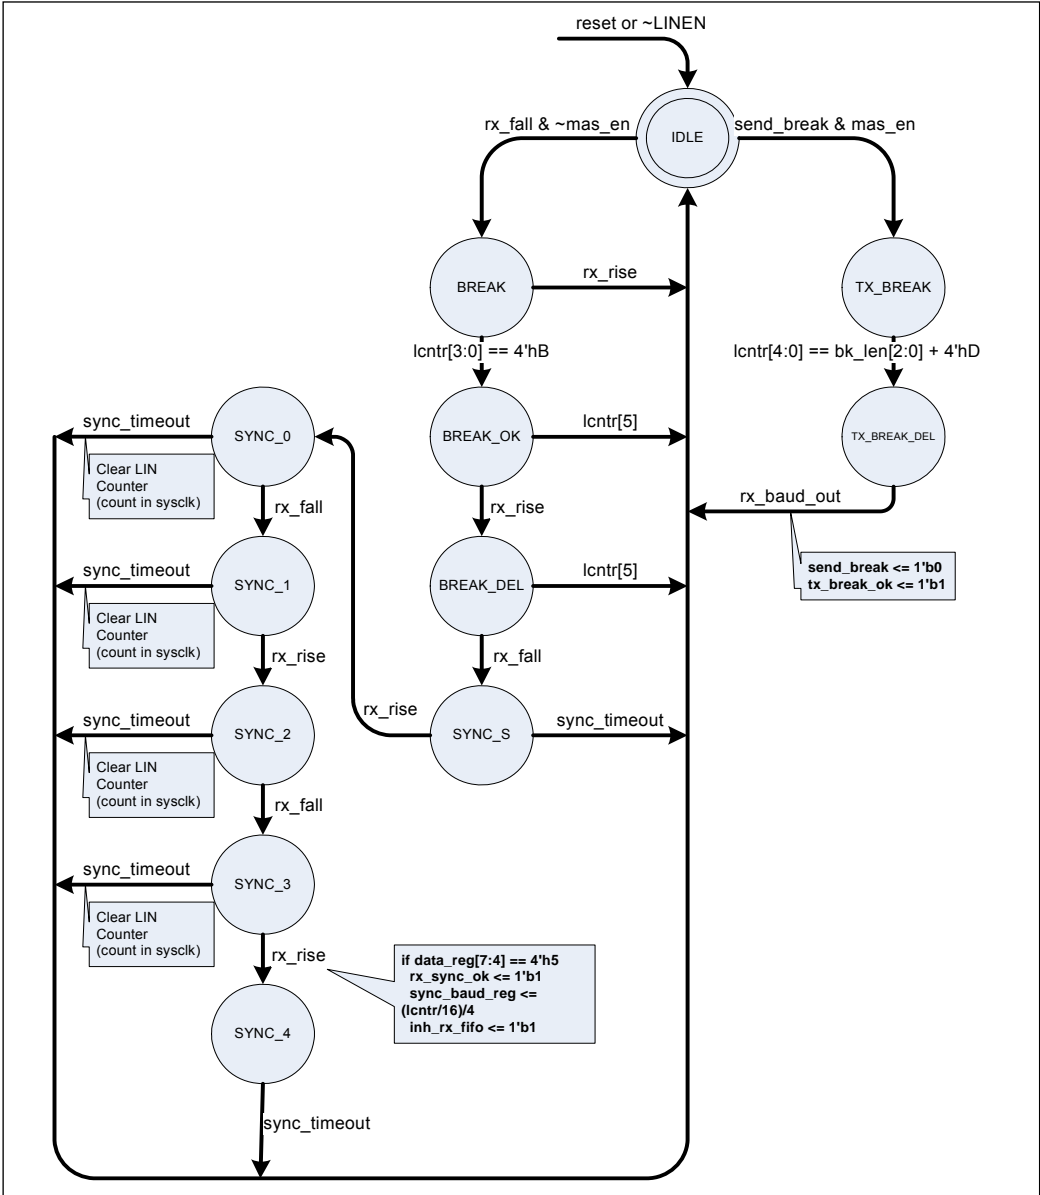 reset or ~LINEN
rx_fall & ~mas_en
IDLE
send_break & mas_en
BREAK
rx_rise
TX_BREAK
lcntr[3:0] == 4'hB
lcntr[4:0] == bk_len[2:0] + 4'hD
sync_timeout
SYNC_0
BREAK_OK
lcntr[5]
TX_BREAK_DEL
Clear LIN
Counter
(count in sysclk)
rx_fall
rx_rise
rx_baud_out
sync_timeout
SYNC_1
BREAK_DEL
lcntr[5]
send_break <= 1'b0
tx_break_ok <= 1'b1
Clear LIN
Counter
(count in sysclk)
rx_rise
rx_fall
sync_timeout
SYNC_2
rx_rise
SYNC_S
sync_timeout
Clear LIN
Counter
(count in sysclk)
rx_fall
sync_timeout
SYNC_3
Clear LIN
Counter
(count in sysclk)
rx_rise
if data_reg[7:4] == 4'h5
rx_sync_ok <= 1'b1
sync_baud_reg <=
(lcntr/16)/4
inh_rx_fifo <= 1'b1
SYNC_4
sync_timeout